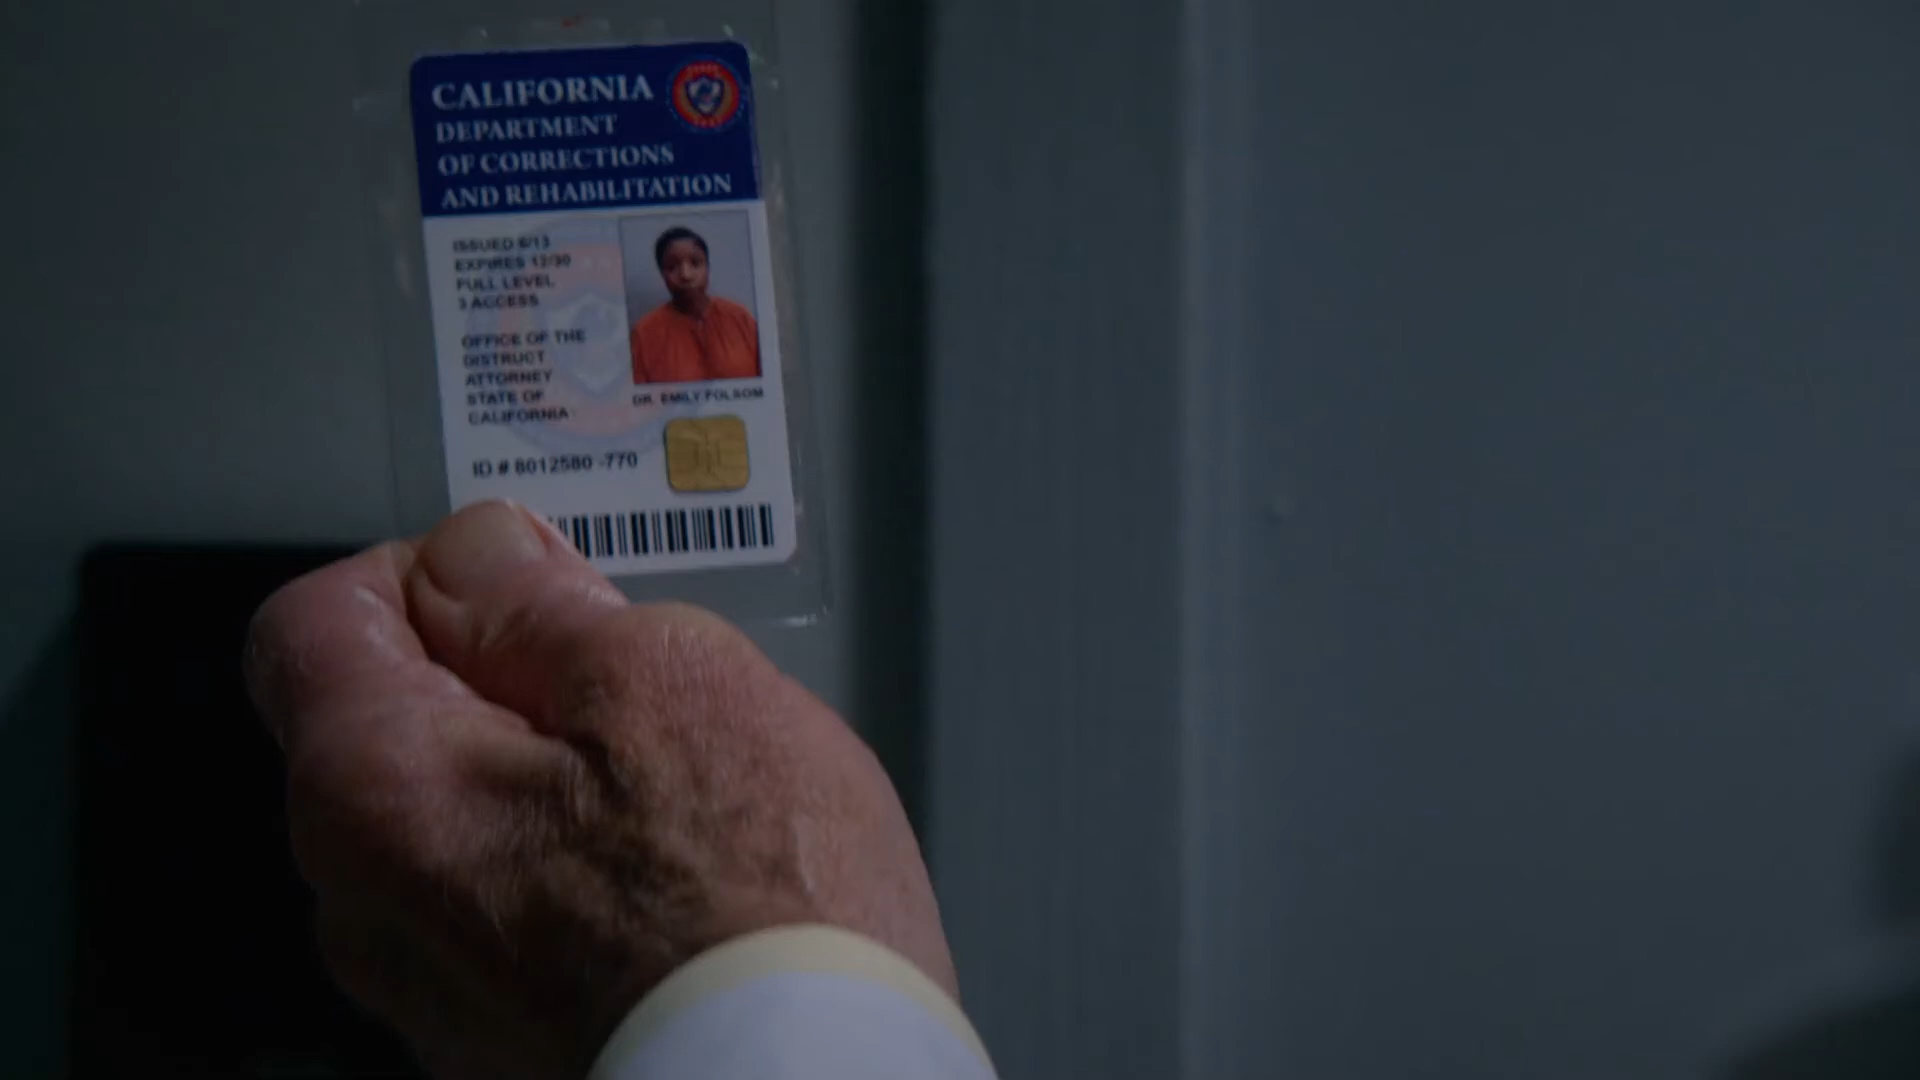 CALIFORNIA
DEPARTMENT
OF CORRECTIONS
AND REHABILITATION
ISSUED 6/13
EXPIRES 12/30
FULL LEVEL
3 ACCESS
OFFICE OF THE
DISTRUCT
ATTORNEY
STATE OF
CALIFORNIA
DR. EMILY FOLSOM
ID # 8012580 -770